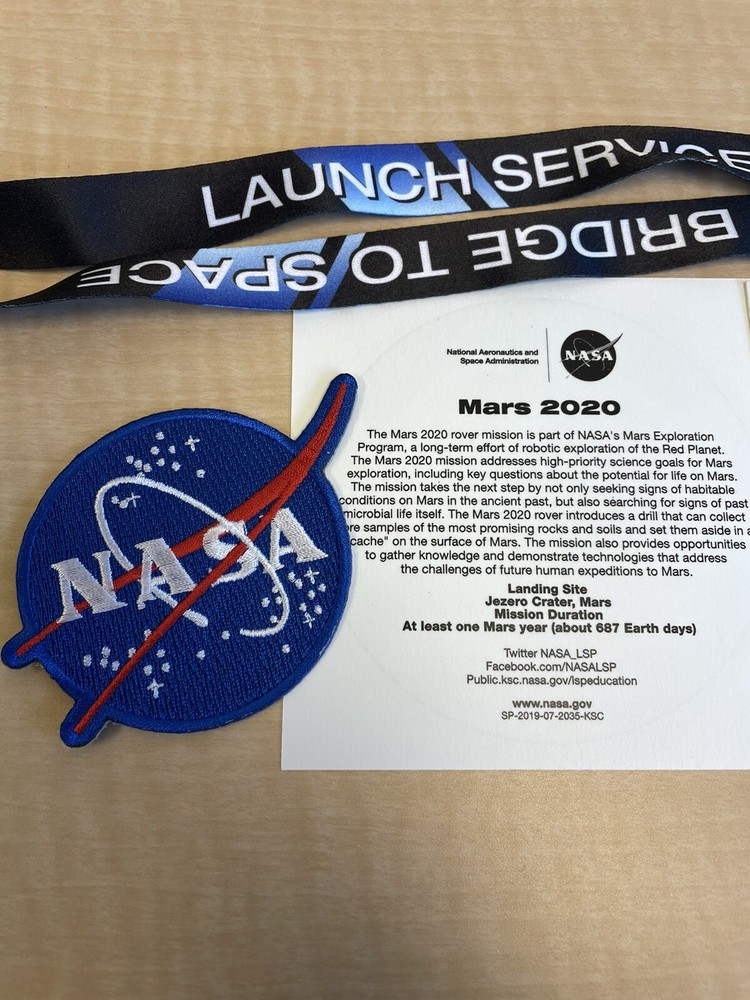 LAUNCH SERVICE
BRIDGE TO SPACE
National Aeronautics and
Space Administration
NASA
Mars 2020
The Mars 2020 rover mission is part of NASA's Mars Exploration
Program, a long-term effort of robotic exploration of the Red Planet.
The Mars 2020 mission addresses high-priority science goals for Mars
exploration, including key questions about the potential for life on Mars.
The mission takes the next step by not only seeking signs of habitable
conditions on Mars in the ancient past, but also searching for signs of past
microbial life itself. The Mars 2020 rover introduces a drill that can collect
samples of the most promising rocks and soils and set them aside in a
cache" on the surface of Mars. The mission also provides opportunities
to gather knowledge and demonstrate technologies that address
the challenges of future human expeditions to Mars.
Landing Site
Jezero Crater, Mars
Mission Duration
At least one Mars year (about 687 Earth days)
Twitter NASA_LSP
Facebook.com/NASALSP
Public.ksc.nasa.gov/lspeducation
www.nasa.gov
SP-2019-07-2035-KSC
NASA